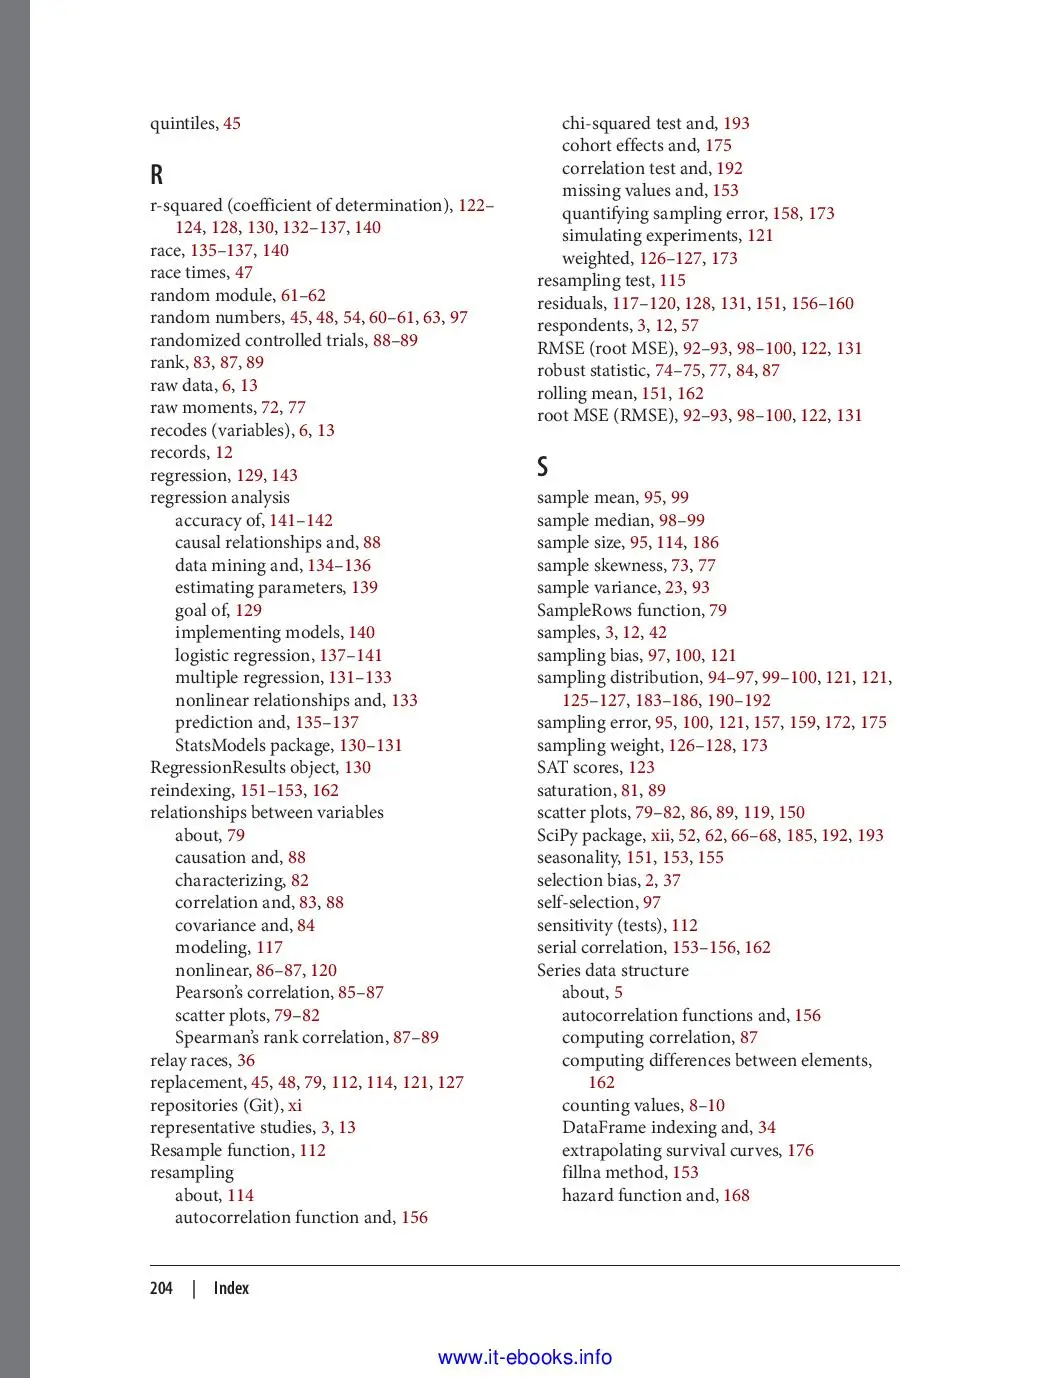 quintiles, 45
R
r-squared (coefficient of determination), 122–
124, 128, 130, 132–137, 140
race, 135–137, 140
race times, 47
random module, 61–62
random numbers, 45, 48, 54, 60–61, 63, 97
randomized controlled trials, 88–89
rank, 83, 87, 89
raw data, 6, 13
raw moments, 72, 77
recodes (variables), 6, 13
records, 12
regression, 129, 143
regression analysis
accuracy of, 141–142
causal relationships and, 88
data mining and, 134–136
estimating parameters, 139
goal of, 129
implementing models, 140
logistic regression, 137–141
multiple regression, 131–133
nonlinear relationships and, 133
prediction and, 135–137
StatsModels package, 130–131
RegressionResults object, 130
reindexing, 151–153, 162
relationships between variables
about, 79
causation and, 88
characterizing, 82
correlation and, 83, 88
covariance and, 84
modeling, 117
nonlinear, 86–87, 120
Pearson’s correlation, 85–87
scatter plots, 79–82
Spearman’s rank correlation, 87–89
relay races, 36
replacement, 45, 48, 79, 112, 114, 121, 127
repositories (Git), xi
representative studies, 3, 13
Resample function, 112
resampling
about, 114
autocorrelation function and, 156
chi-squared test and, 193
cohort effects and, 175
correlation test and, 192
missing values and, 153
quantifying sampling error, 158, 173
simulating experiments, 121
weighted, 126–127, 173
resampling test, 115
residuals, 117–120, 128, 131, 151, 156–160
respondents, 3, 12, 57
RMSE (root MSE), 92–93, 98–100, 122, 131
robust statistic, 74–75, 77, 84, 87
rolling mean, 151, 162
root MSE (RMSE), 92–93, 98–100, 122, 131
S
sample mean, 95, 99
sample median, 98–99
sample size, 95, 114, 186
sample skewness, 73, 77
sample variance, 23, 93
SampleRows function, 79
samples, 3, 12, 42
sampling bias, 97, 100, 121
sampling distribution, 94–97, 99–100, 121, 121,
125–127, 183–186, 190–192
sampling error, 95, 100, 121, 157, 159, 172, 175
sampling weight, 126–128, 173
SAT scores, 123
saturation, 81, 89
scatter plots, 79–82, 86, 89, 119, 150
SciPy package, xii, 52, 62, 66–68, 185, 192, 193
seasonality, 151, 153, 155
selection bias, 2, 37
self-selection, 97
sensitivity (tests), 112
serial correlation, 153–156, 162
Series data structure
about, 5
autocorrelation functions and, 156
computing correlation, 87
computing differences between elements,
162
counting values, 8–10
DataFrame indexing and, 34
extrapolating survival curves, 176
fillna method, 153
hazard function and, 168
204 | Index
www.it-ebooks.info